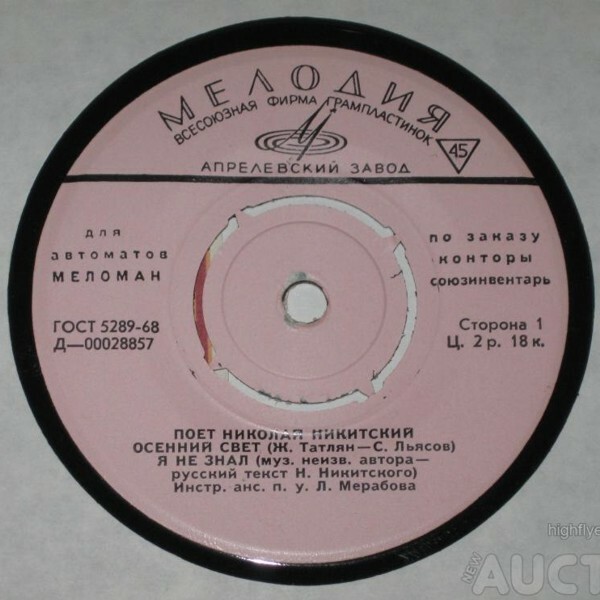 МЕЛОДИЯ
ВСЕСОЮЗНАЯ ФИРМА ГРАМПЛАСТИНОК
45
АПРЕЛЕВСКИЙ ЗАВОД
для
автоматов
МЕЛОМАН
по заказу
конторы
союзинвентарь
ГОСТ 5289-68
Д—00028857
Сторона 1
Ц. 2 р. 18 к.
ПОЕТ НИКОЛАЙ НИКИТСКИЙ
ОСЕННИЙ СВЕТ (Ж. Татлян—С. Льясов)
Я НЕ ЗНАЛ (муз. неизв. автора—
русский текст Н. Никитского)
Инстр. анс. п. у Л. Мерабова
highflye
NEW AUCT